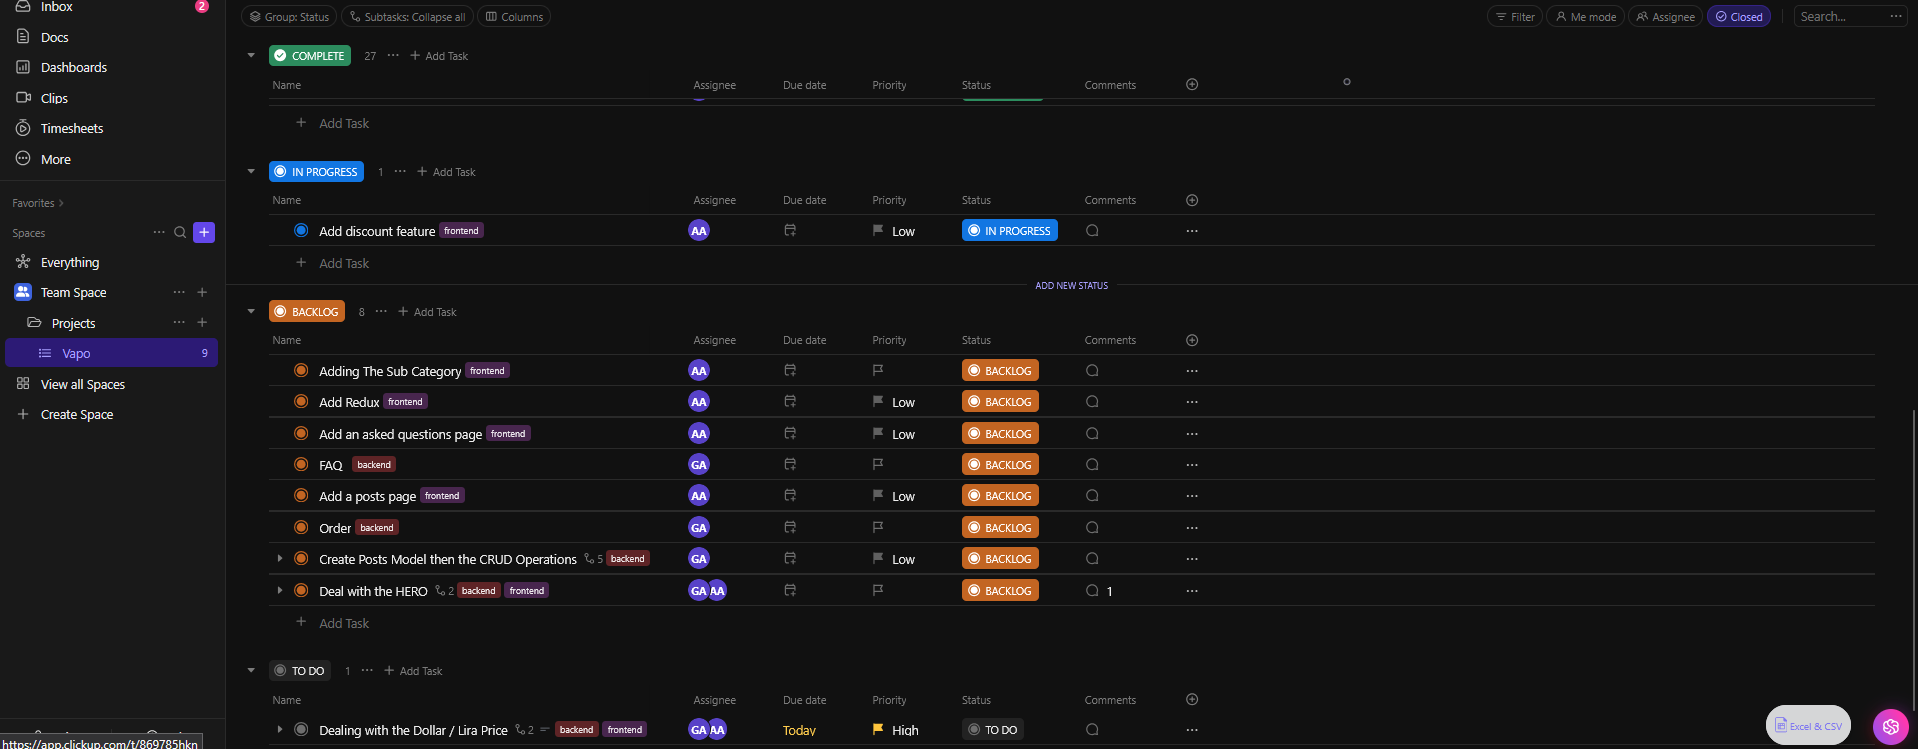 Inbox 2
Docs
Dashboards
Clips
Timesheets
More
Favorites
Spaces
Everything
Team Space
Projects
Vapo 9
View all Spaces
Create Space
https://app.clickup.com/t/869785hkn
Group: Status Subtasks: Collapse all Columns Filter Me mode Assignee Closed Search...
COMPLETE 27 Add Task
Name Assignee Due date Priority Status Comments
Add Task
IN PROGRESS 1 Add Task
Name Assignee Due date Priority Status Comments
Add discount feature frontend AA Low IN PROGRESS
Add Task
ADD NEW STATUS
BACKLOG 8 Add Task
Name Assignee Due date Priority Status Comments
Adding The Sub Category frontend AA BACKLOG
Add Redux frontend AA Low BACKLOG
Add an asked questions page frontend AA Low BACKLOG
FAQ backend GA BACKLOG
Add a posts page frontend AA Low BACKLOG
Order backend GA BACKLOG
Create Posts Model then the CRUD Operations 5 backend GA Low BACKLOG
Deal with the HERO 2 backend frontend GA AA BACKLOG 1
Add Task
TO DO 1 Add Task
Name Assignee Due date Priority Status Comments
Dealing with the Dollar / Lira Price 2 backend frontend GA AA Today High TO DO
Excel & CSV